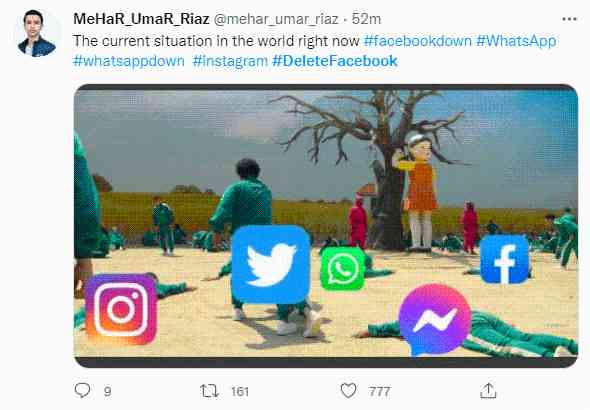 MeHaR_UmaR_Riaz @mehar_umar_riaz · 52m
The current situation in the world right now #facebookdown #WhatsApp
#whatsappdown #instagram #DeleteFacebook
9 161 777